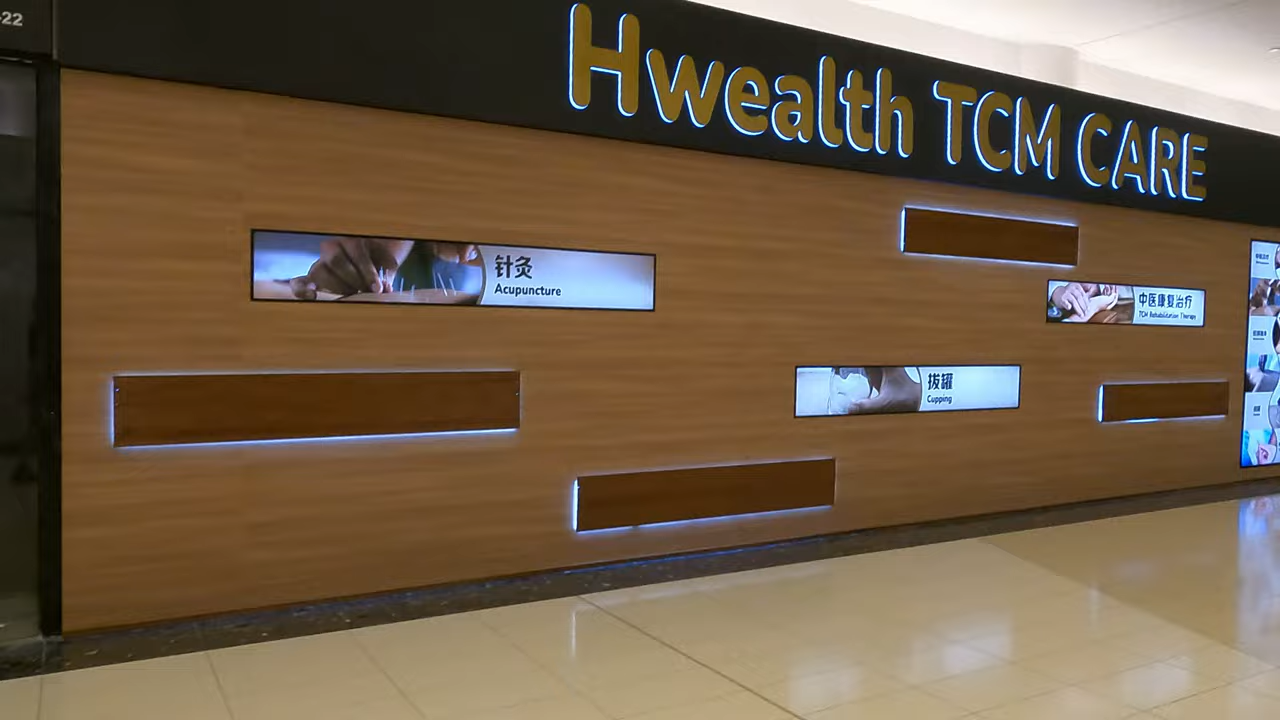 -22
Hwealth TCM CARE
针灸
Acupuncture
中医康复治疗
TCM Rehabilitation Therapy
拔罐
Cupping